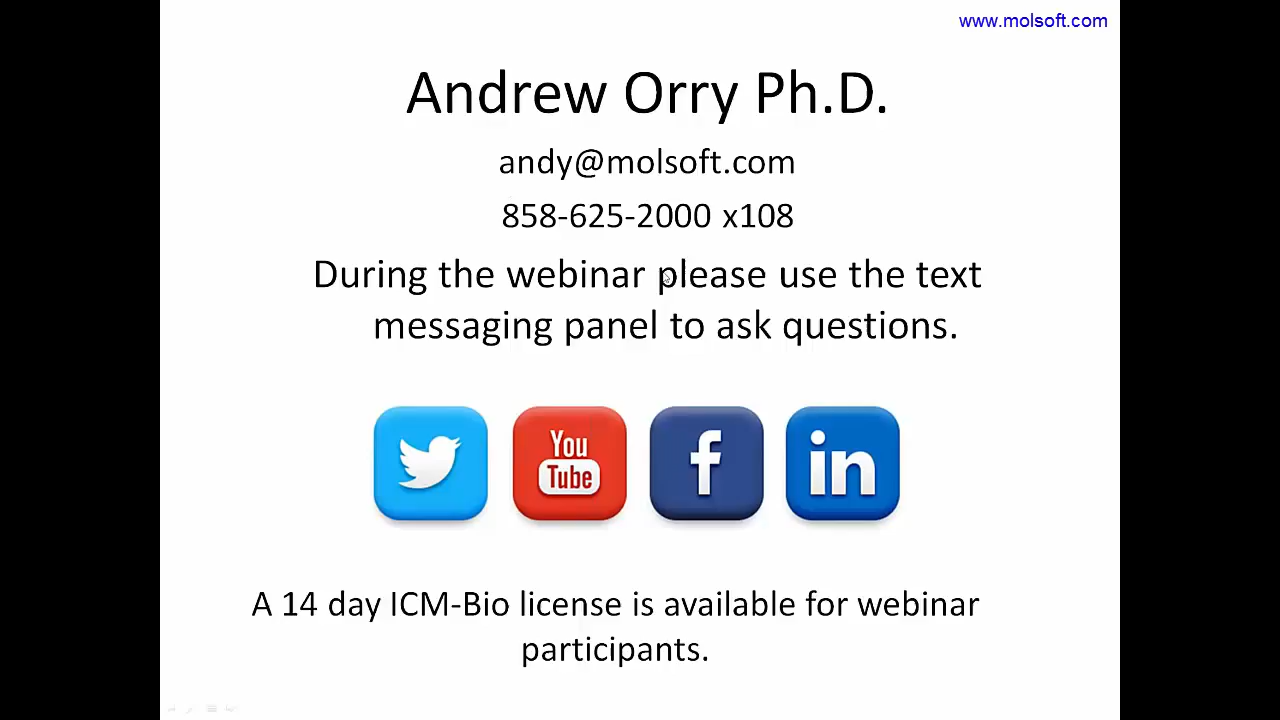 www.molsoft.com
Andrew Orry Ph.D.
andy@molsoft.com
858-625-2000 x108
During the webinar please use the text
messaging panel to ask questions.
You
Tube
f
in
A 14 day ICM-Bio license is available for webinar
participants.